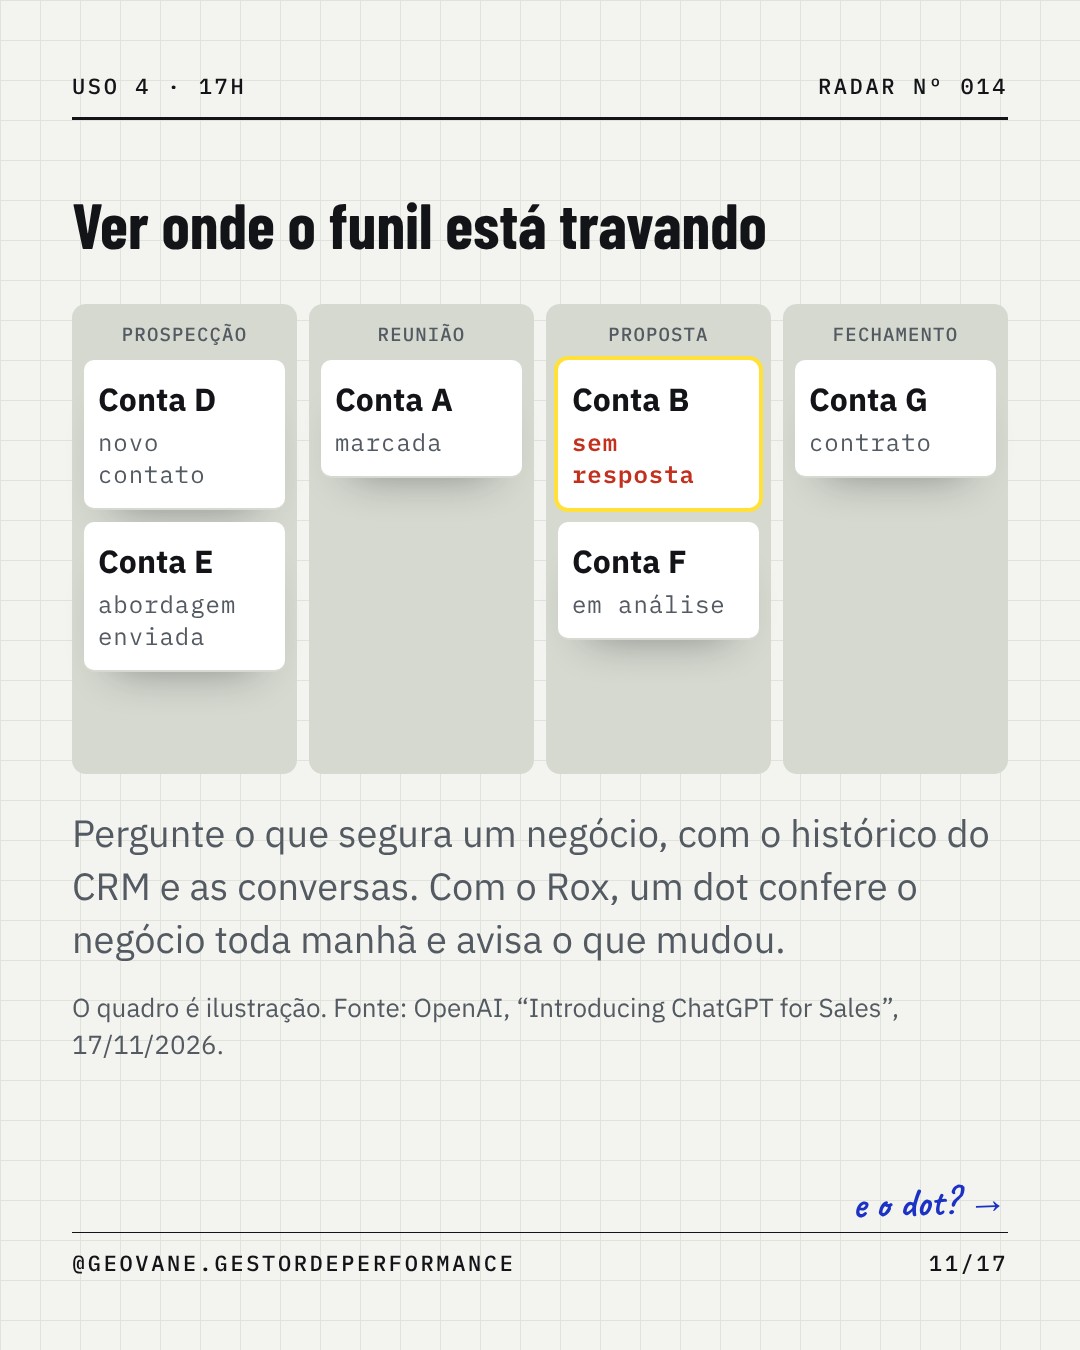 USO 4 · 17H
RADAR Nº 014
Ver onde o funil está travando
PROSPECÇÃO
Conta D
novo
contato
Conta E
abordagem
enviada
REUNIÃO
Conta A
marcada
PROPOSTA
Conta B
sem
resposta
Conta F
em análise
FECHAMENTO
Conta G
contrato
Pergunte o que segura um negócio, com o histórico do
CRM e as conversas. Com o Rox, um dot confere o
negócio toda manhã e avisa o que mudou.
O quadro é ilustração. Fonte: OpenAI, “Introducing ChatGPT for Sales”,
17/11/2026.
e o dot? →
@GEOVANE.GESTORDEPERFORMANCE
11/17